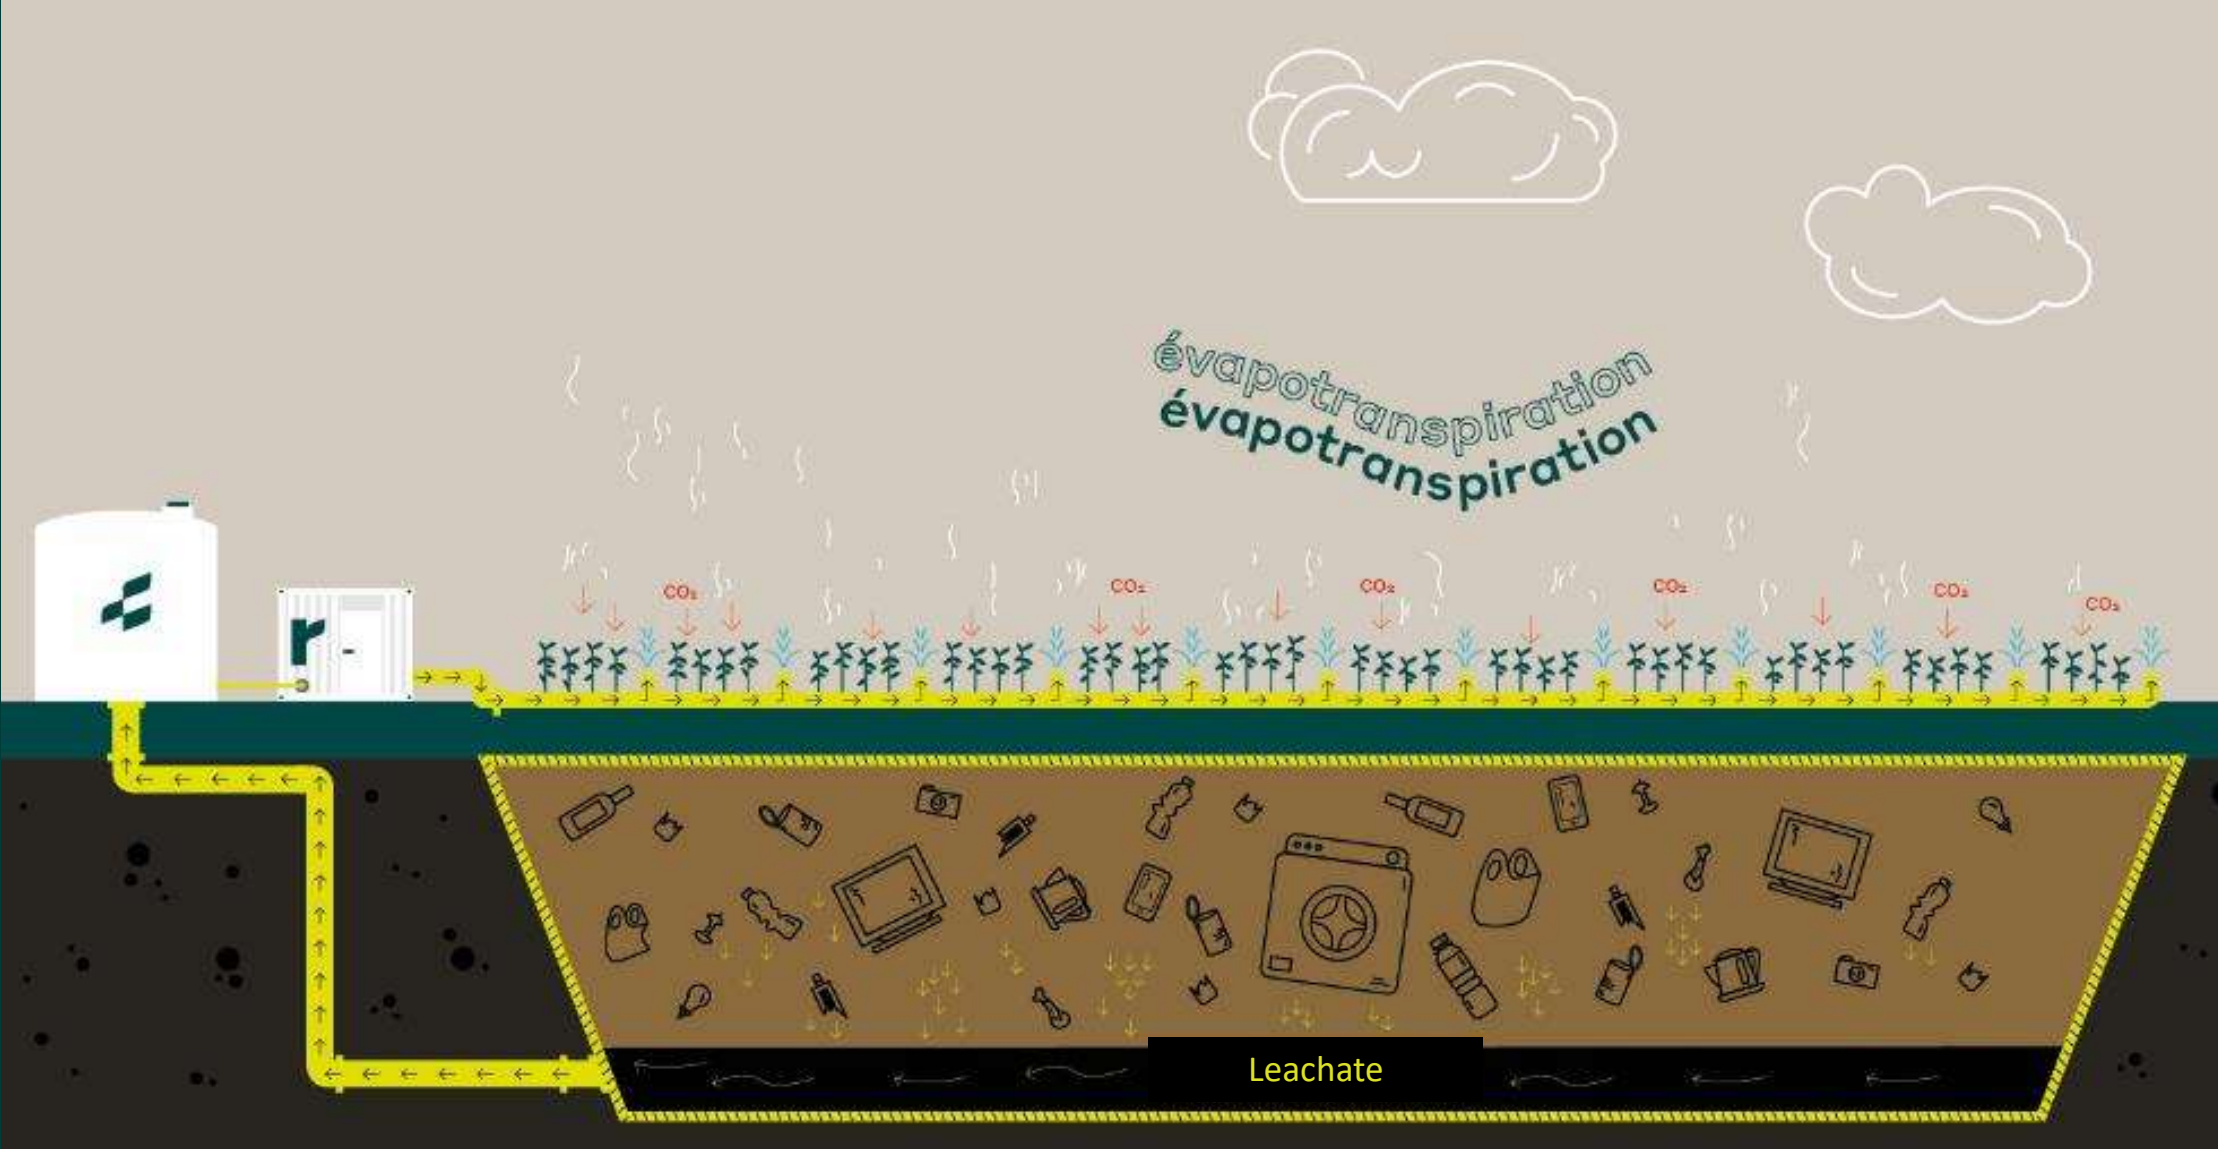 évapotranspiration
évapotranspiration
CO₂
CO₂
CO₂
CO₂
CO₂
CO₂
r
Leachate